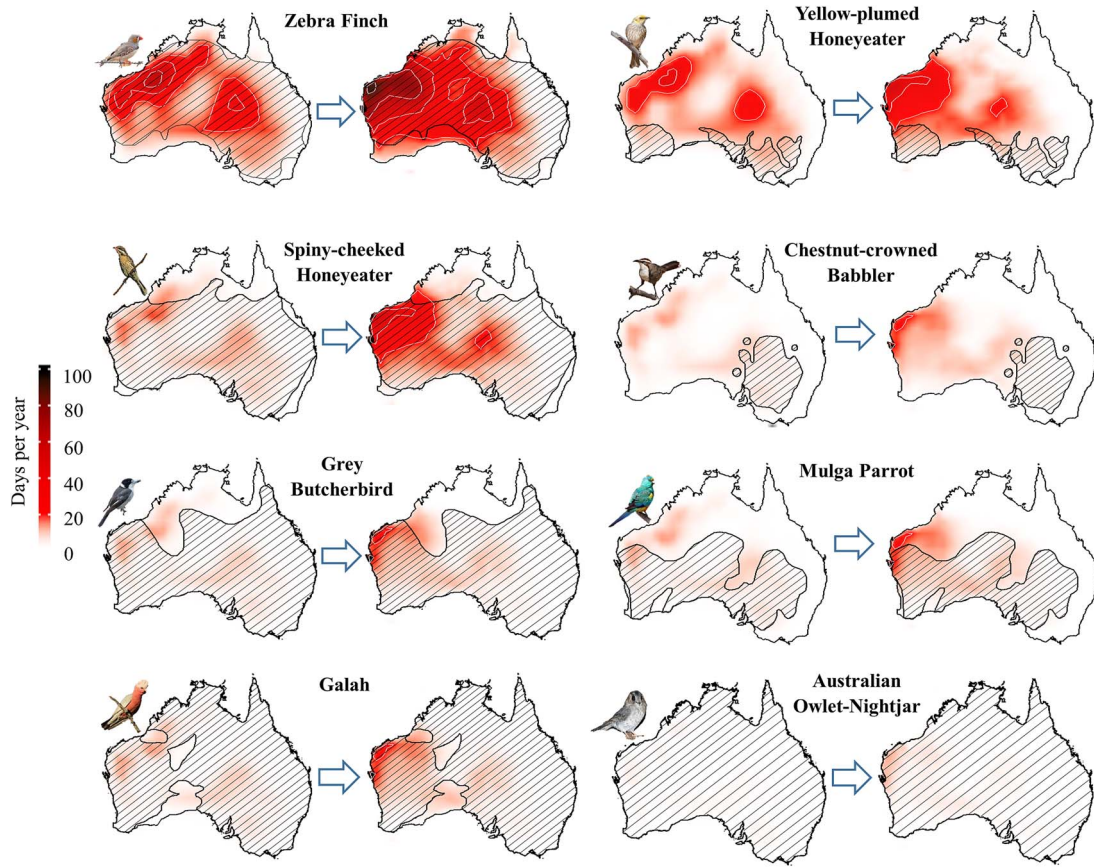 Zebra Finch
Yellow-plumed
Honeyeater
Spiny-cheeked
Honeyeater
Chestnut-crowned
Babbler
Days per year
100
80
60
40
20
0
Grey
Butcherbird
Mulga Parrot
Galah
Australian
Owlet-Nightjar